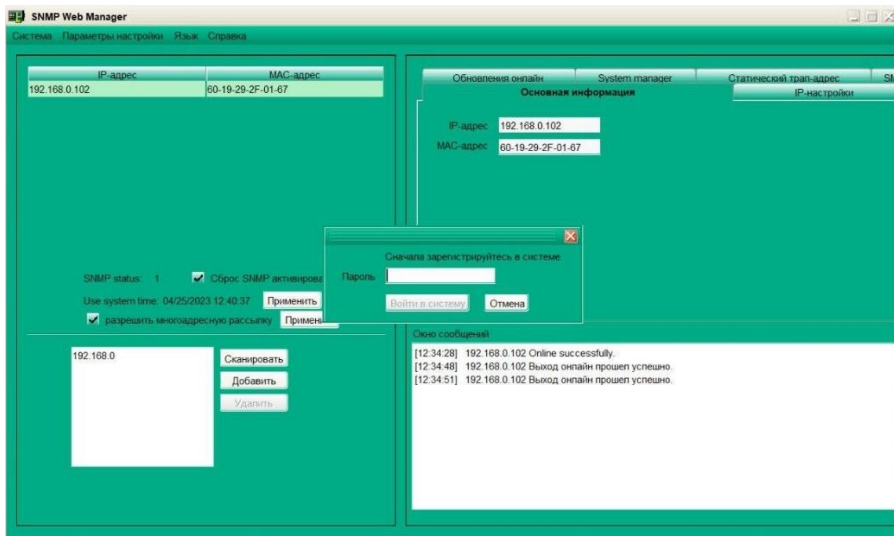 SNMP Web Manager
Система Параметры настройки Язык Справка
IP-адрес MAC-адрес
192.168.0.102 60-19-29-2F-01-67
Обновления онлайн System manager Статический трап-адрес
Основная информация IP-настройки
IP-адрес 192.168.0.102
MAC-адрес 60-19-29-2F-01-67
Сначала зарегистрируйтесь в системе
Пароль
Войти в систему Отмена
SNMP status: 1 Сброс SNMP активирова
Use system time: 04/25/2023 12:40:37 Применить
разрешить многоадресную рассылку Примени
192.168.0
Сканировать
Добавить
Удалить
Окно сообщений
[12:34:28] 192.168.0.102 Online successfully.
[12:34:48] 192.168.0.102 Выход онлайн прошел успешно.
[12:34:51] 192.168.0.102 Выход онлайн прошел успешно.